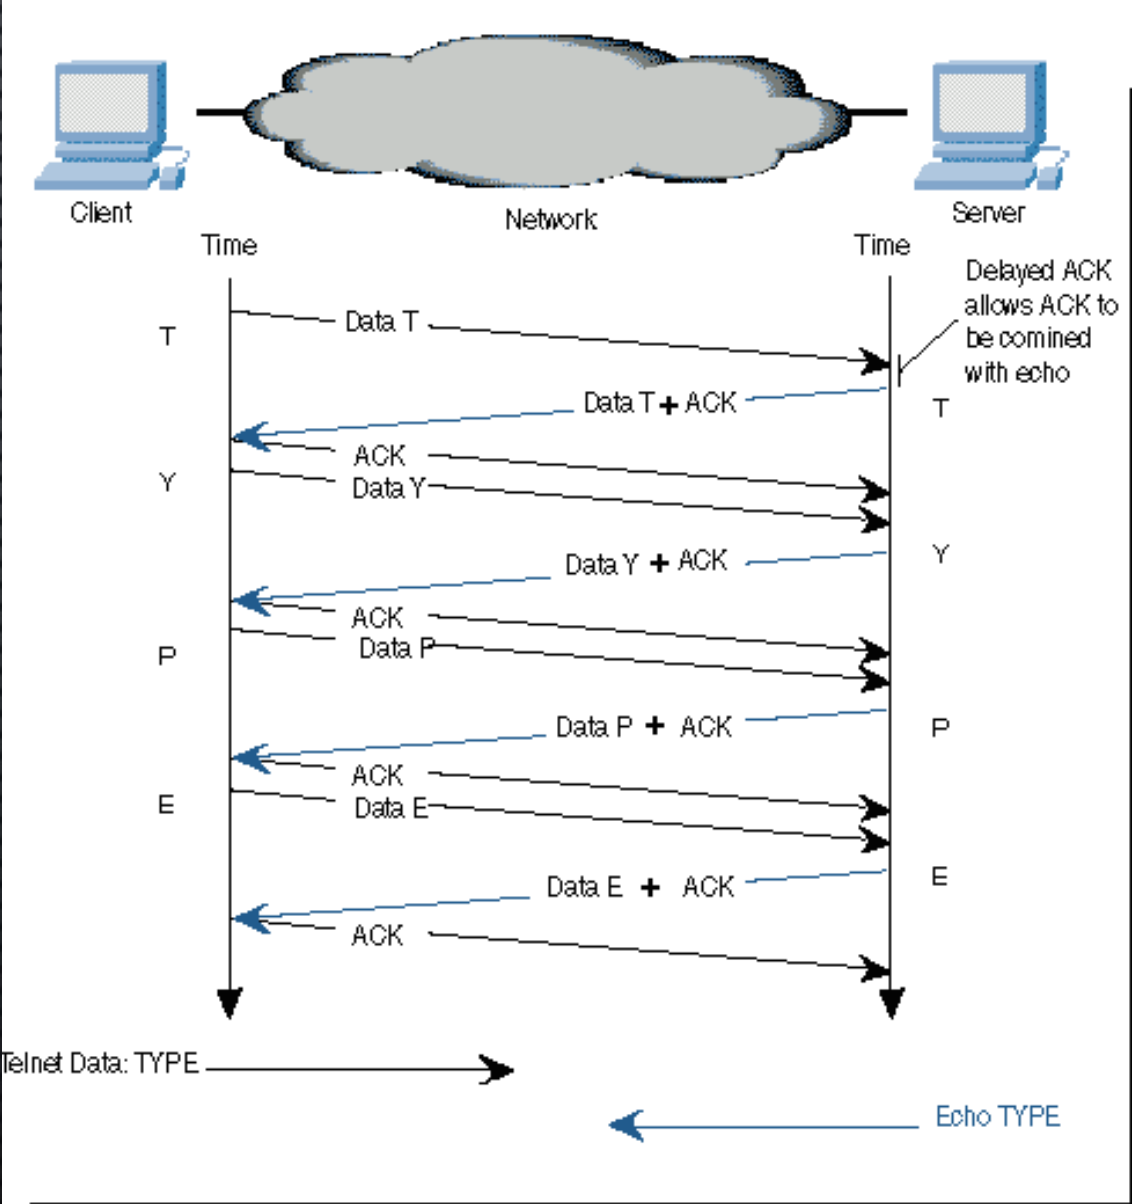 Client
Network
Server
Time
Time
Delayed ACK
allows ACK to
be comined
with echo
T
Data T
Data T + ACK
T
ACK
Y
Data Y
Data Y + ACK
Y
ACK
P
Data P
Data P + ACK
P
ACK
E
Data E
Data E + ACK
E
ACK
Telnet Data: TYPE
Echo TYPE